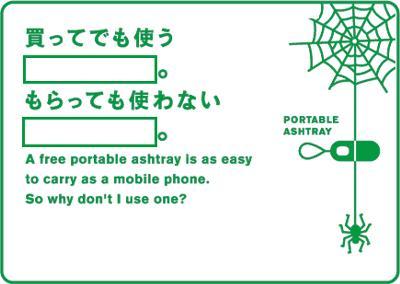 買ってでも使う
。
もらっても使わない
。
PORTABLE
ASHTRAY
A free portable ashtray is as easy
to carry as a mobile phone.
So why don't I use one?